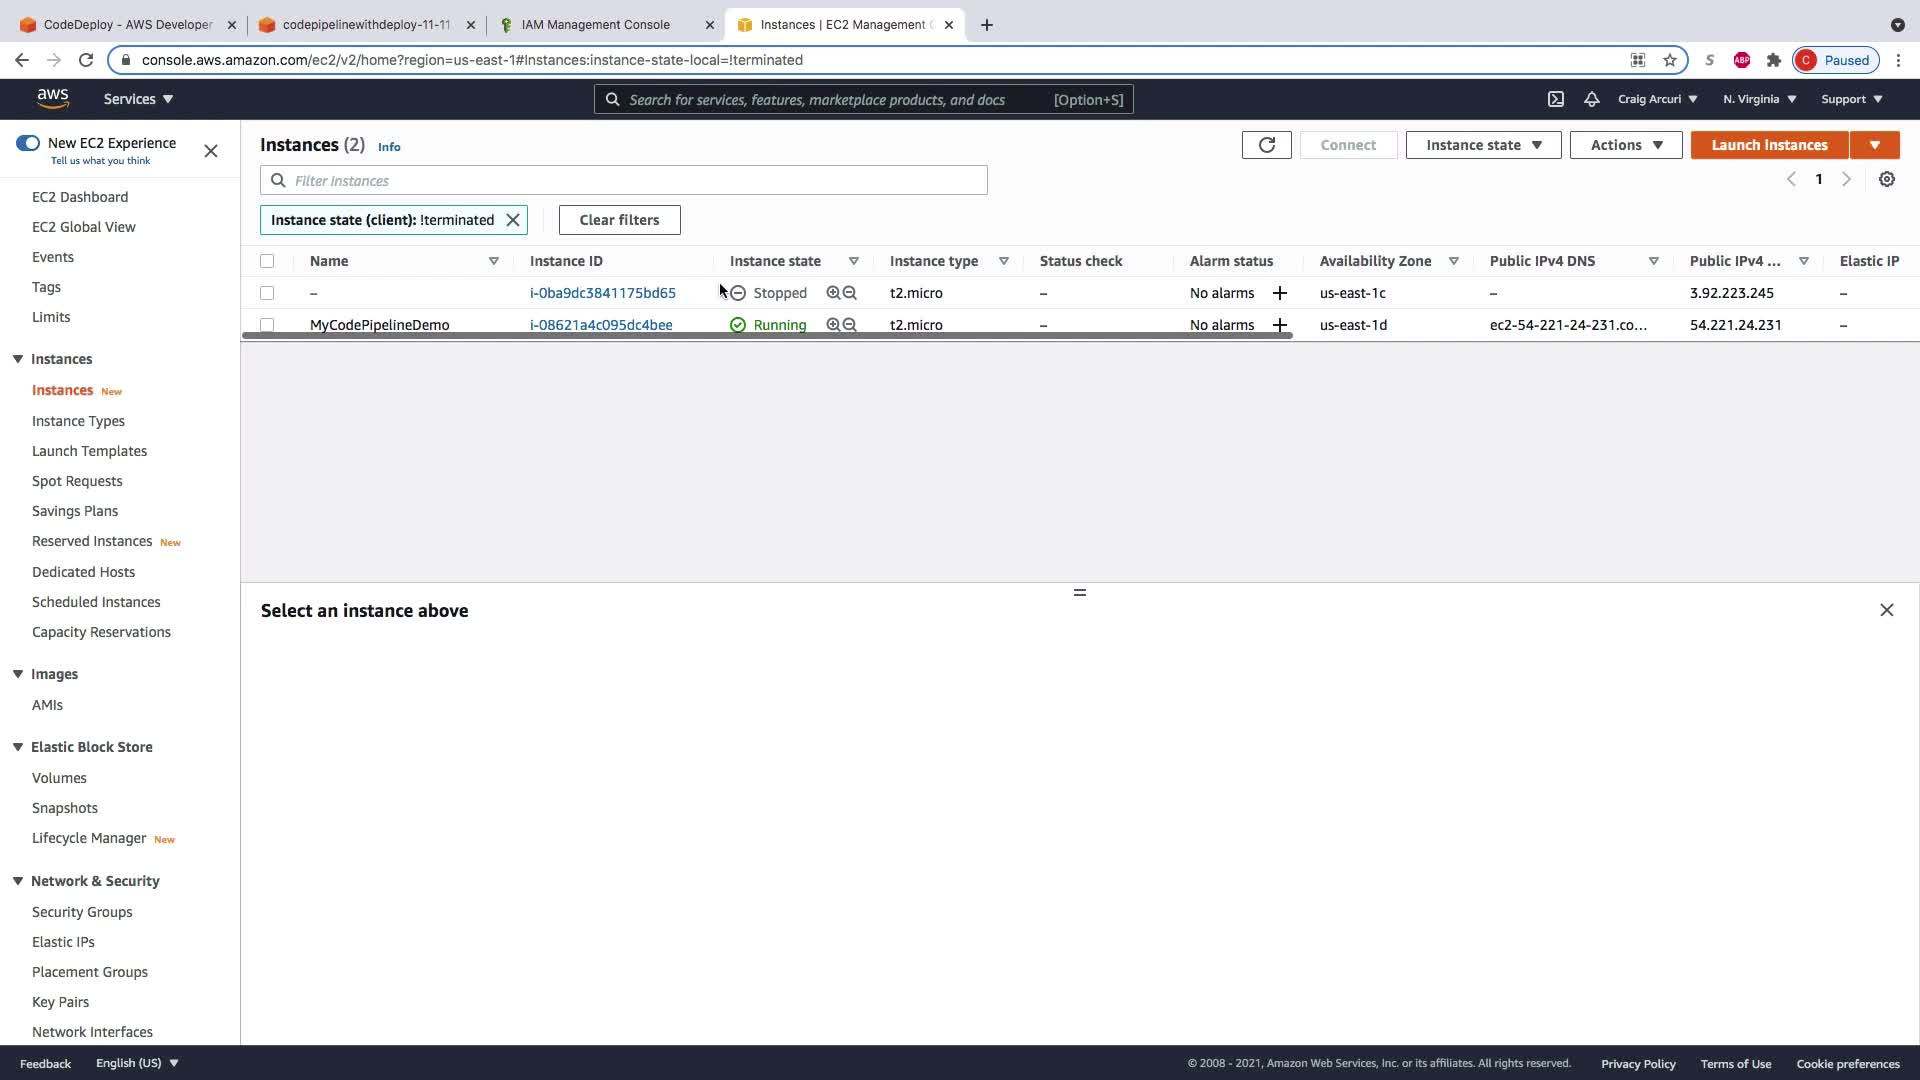 CodeDeploy - AWS Developer
codepipelinewithdeploy-11-11
IAM Management Console
Instances | EC2 Management C
console.aws.amazon.com/ec2/v2/home?region=us-east-1#Instances:instance-state-local=!terminated
S
ABP
C Paused
aws
Services
Search for services, features, marketplace products, and docs [Option+S]
Craig Arcuri
N. Virginia
Support
New EC2 Experience
Tell us what you think
EC2 Dashboard
EC2 Global View
Events
Tags
Limits
Instances
Instances New
Instance Types
Launch Templates
Spot Requests
Savings Plans
Reserved Instances New
Dedicated Hosts
Scheduled Instances
Capacity Reservations
Images
AMIs
Elastic Block Store
Volumes
Snapshots
Lifecycle Manager New
Network & Security
Security Groups
Elastic IPs
Placement Groups
Key Pairs
Network Interfaces
Instances (2) Info
Connect
Instance state
Actions
Launch instances
Filter instances
1
Instance state (client): !terminated
Clear filters
Name Instance ID Instance state Instance type Status check Alarm status Availability Zone Public IPv4 DNS Public IPv4 ... Elastic IP
– i-0ba9dc3841175bd65 Stopped t2.micro – No alarms + us-east-1c – 3.92.223.245 –
MyCodePipelineDemo i-08621a4c095dc4bee Running t2.micro – No alarms + us-east-1d ec2-54-221-24-231.co... 54.221.24.231 –
Select an instance above
Feedback
English (US)
© 2008 - 2021, Amazon Web Services, Inc. or its affiliates. All rights reserved.
Privacy Policy
Terms of Use
Cookie preferences